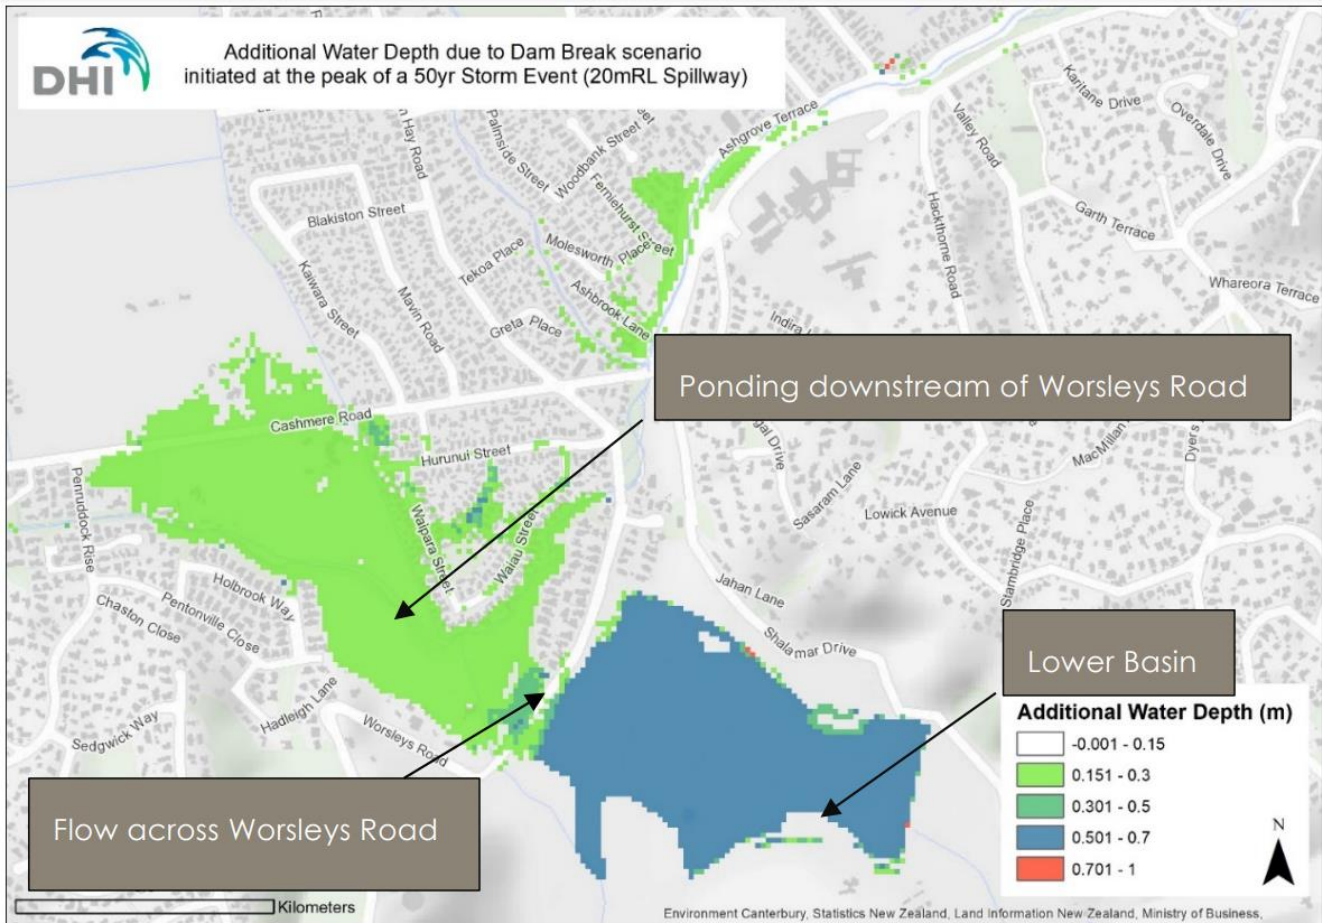 DHI
Additional Water Depth due to Dam Break scenario
initiated at the peak of a 50yr Storm Event (20mRL Spillway)
Hay Road
Palmside Street
Woodbank Street
Ferniehurst Street
Ashgrove Terrace
Valley Road
Karitane Drive
Overdale Drive
Blakiston Street
Hackthorne Road
Garth Terrace
Molesworth Place
Tekoa Place
Kaiwara Street
Mavin Road
Whareora Terrace
Ashbrook Lane
Greta Place
Indira
Ponding downstream of Worsleys Road
Cashmere Road
Hurunui Street
Drive
MacMillan
Dyers
Penruddock Rise
Sasaram Lane
Lowick Avenue
Waipara Street
Waiau Street
Stambridge Place
Holbrook Way
Pentonville Close
Chaston Close
Jahan Lane
Shalamar Drive
Lower Basin
Hadleigh Lane
Sedgwick Way
Worsleys Road
Additional Water Depth (m)
-0.001 - 0.15
0.151 - 0.3
0.301 - 0.5
0.501 - 0.7
0.701 - 1
Flow across Worsleys Road
N
Kilometers
Environment Canterbury, Statistics New Zealand, Land Information New Zealand, Ministry of Business,